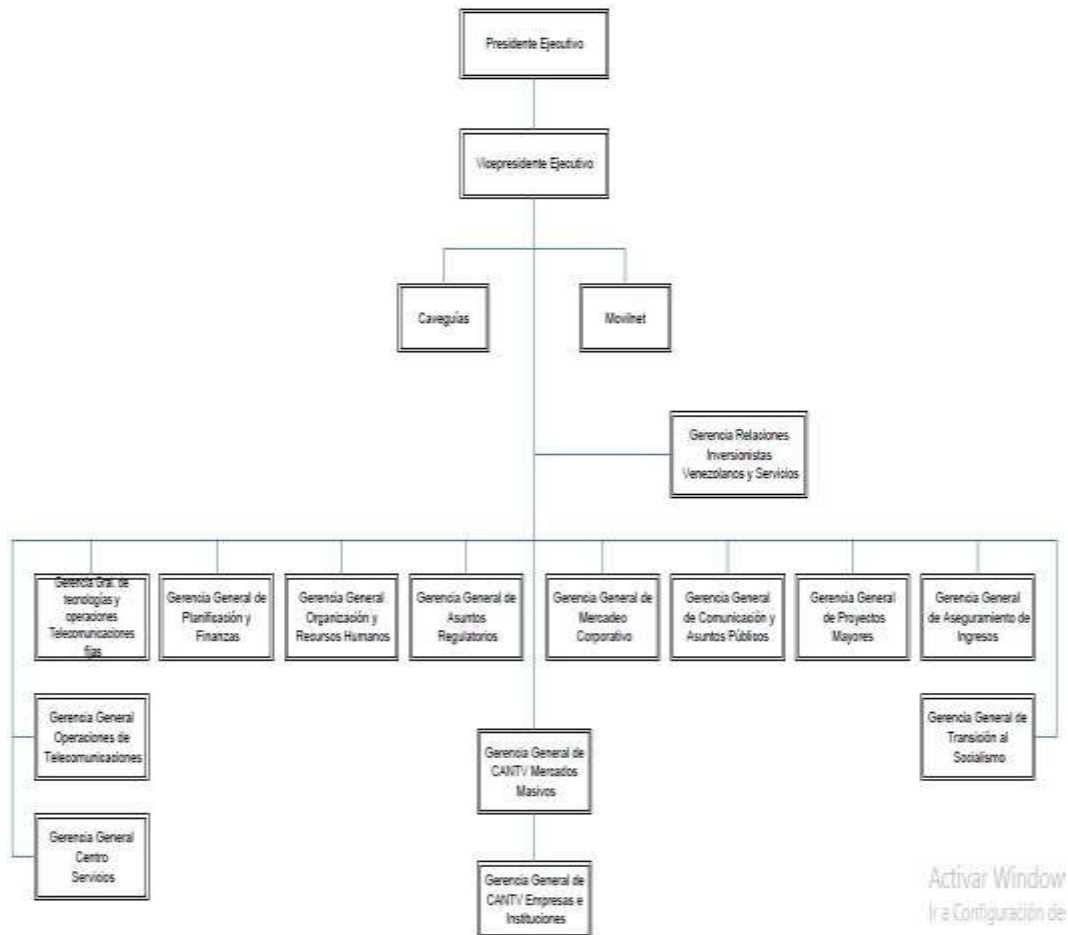 Presidente Ejecutivo
Vicepresidente Ejecutivo
Caveguías
Movilnet
Gerencia Relaciones
Inversionistas
Venezolanos y Servicios
Gerencia Gral. de
tecnologías y
operaciones
Telecomunicaciones
fijas
Gerencia General de
Planificación y
Finanzas
Gerencia General
Organización y
Recursos Humanos
Gerencia General de
Asuntos
Regulatorios
Gerencia General de
Mercadeo
Corporativo
Gerencia General
de Comunicación y
Asuntos Públicos
Gerencia General
de Proyectos
Mayores
Gerencia General
de Aseguramiento de
Ingresos
Gerencia General
Operaciones de
Telecomunicaciones
Gerencia General de
Transición al
Socialismo
Gerencia General de
CANTV Mercados
Masivos
Gerencia General
Centro
Servicios
Gerencia General de
CANTV Empresas e
Instituciones
Activar Window
Ir a Configuración de